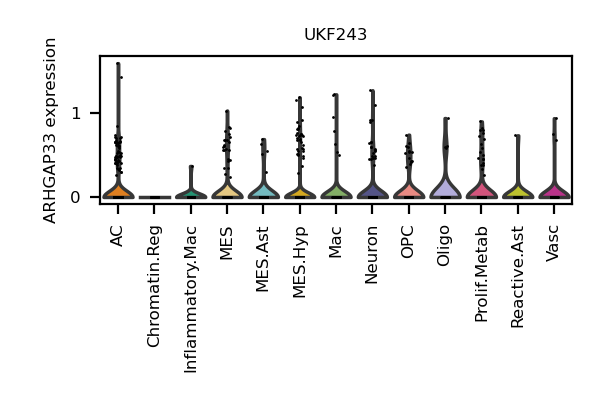 UKF243
ARHGAP33 expression
1
0
AC
Chromatin.Reg
Inflammatory.Mac
MES
MES.Ast
MES.Hyp
Mac
Neuron
OPC
Oligo
Prolif.Metab
Reactive.Ast
Vasc